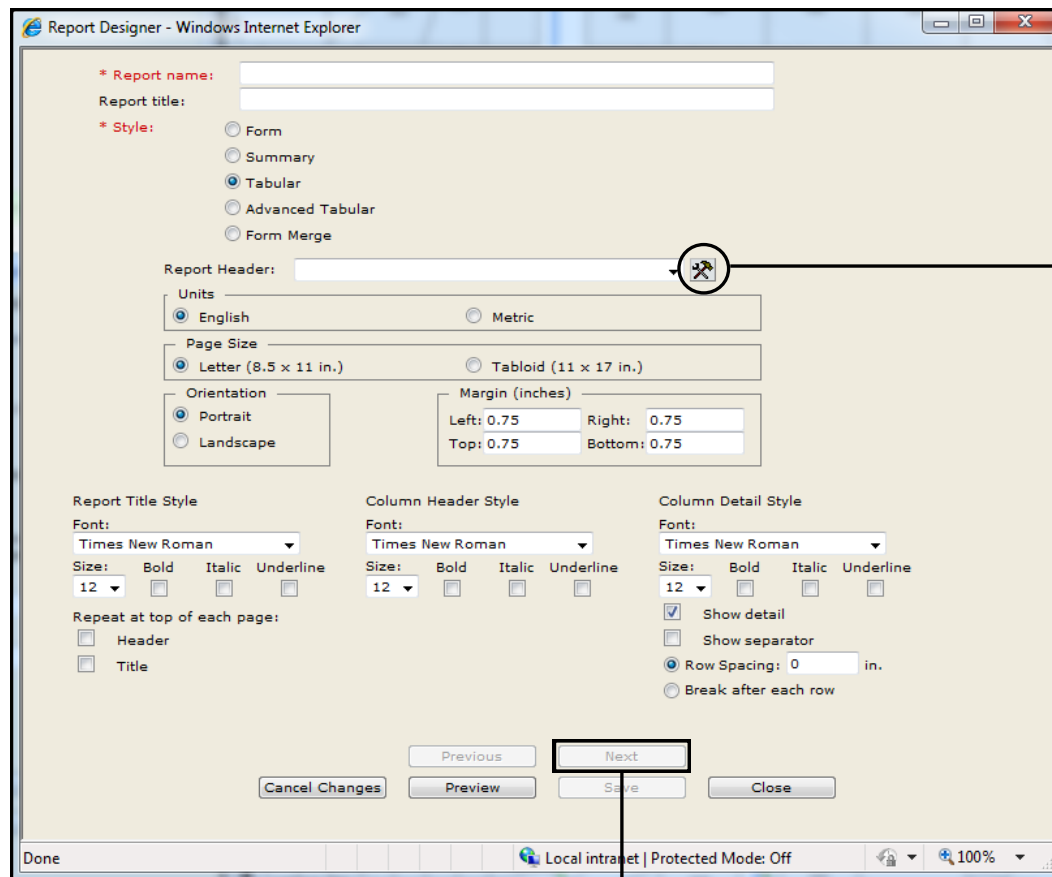 Report Designer - Windows Internet Explorer
* Report name:
Report title:
* Style:
Form
Summary
Tabular
Advanced Tabular
Form Merge
Report Header:
Units
English Metric
Page Size
Letter (8.5 x 11 in.) Tabloid (11 x 17 in.)
Orientation
Portrait
Landscape
Margin (inches)
Left: 0.75 Right: 0.75
Top: 0.75 Bottom: 0.75
Report Title Style
Font:
Times New Roman
Size: Bold Italic Underline
12
Repeat at top of each page:
Header
Title
Column Header Style
Font:
Times New Roman
Size: Bold Italic Underline
12
Column Detail Style
Font:
Times New Roman
Size: Bold Italic Underline
12
Show detail
Show separator
Row Spacing: 0 in.
Break after each row
Previous Next
Cancel Changes Preview Save Close
Done Local intranet | Protected Mode: Off 100%